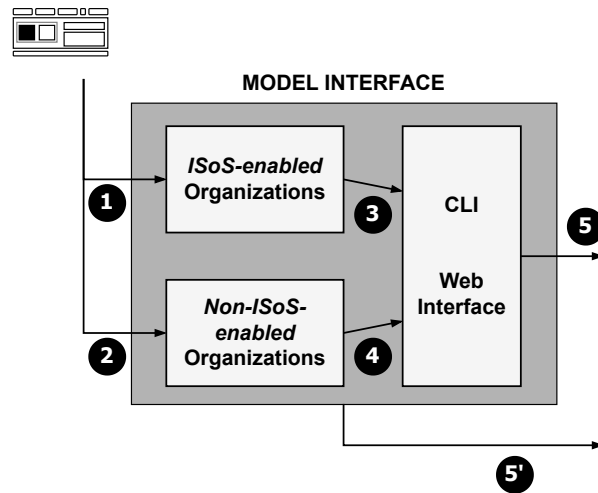 MODEL INTERFACE
ISoS-enabled
Organizations
1
3
CLI
Web
Interface
5
Non-ISoS-
enabled
Organizations
2
4
5'